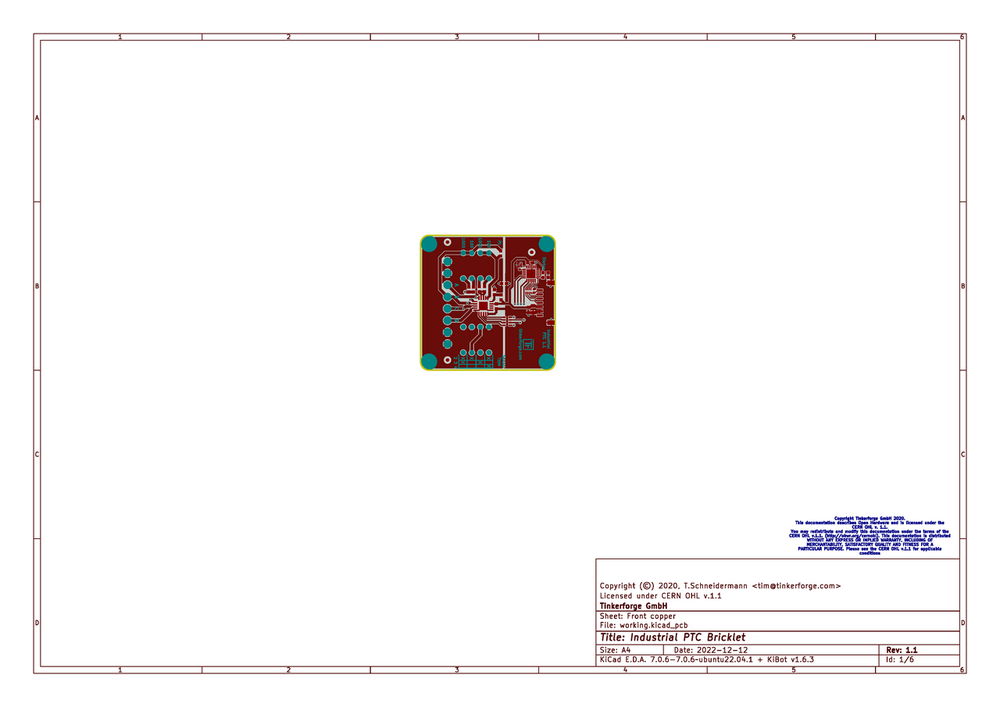 1 2 3 4 5 6
A A
B B
C C
Copyright Tinkerforge GmbH 2020.
This documentation describes Open Hardware and is licensed under the
CERN OHL v. 1.1.
You may redistribute and modify this documentation under the terms of the
CERN OHL v.1.1. (http://ohwr.org/cernohl). This documentation is distributed
WITHOUT ANY EXPRESS OR IMPLIED WARRANTY, INCLUDING OF
MERCHANTABILITY, SATISFACTORY QUALITY AND FITNESS FOR A
PARTICULAR PURPOSE. Please see the CERN OHL v.1.1 for applicable
conditions
Copyright (©) 2020, T.Schneidermann <tim@tinkerforge.com>
Licensed under CERN OHL v.1.1
Tinkerforge GmbH
Sheet: Front copper
D File: working.kicad_pcb D
Title: Industrial PTC Bricklet
Size: A4 Date: 2022-12-12 Rev: 1.1
KiCad E.D.A. 7.0.6-7.0.6-ubuntu22.04.1 + KiBot v1.6.3 Id: 1/6
1 2 3 4 5 6